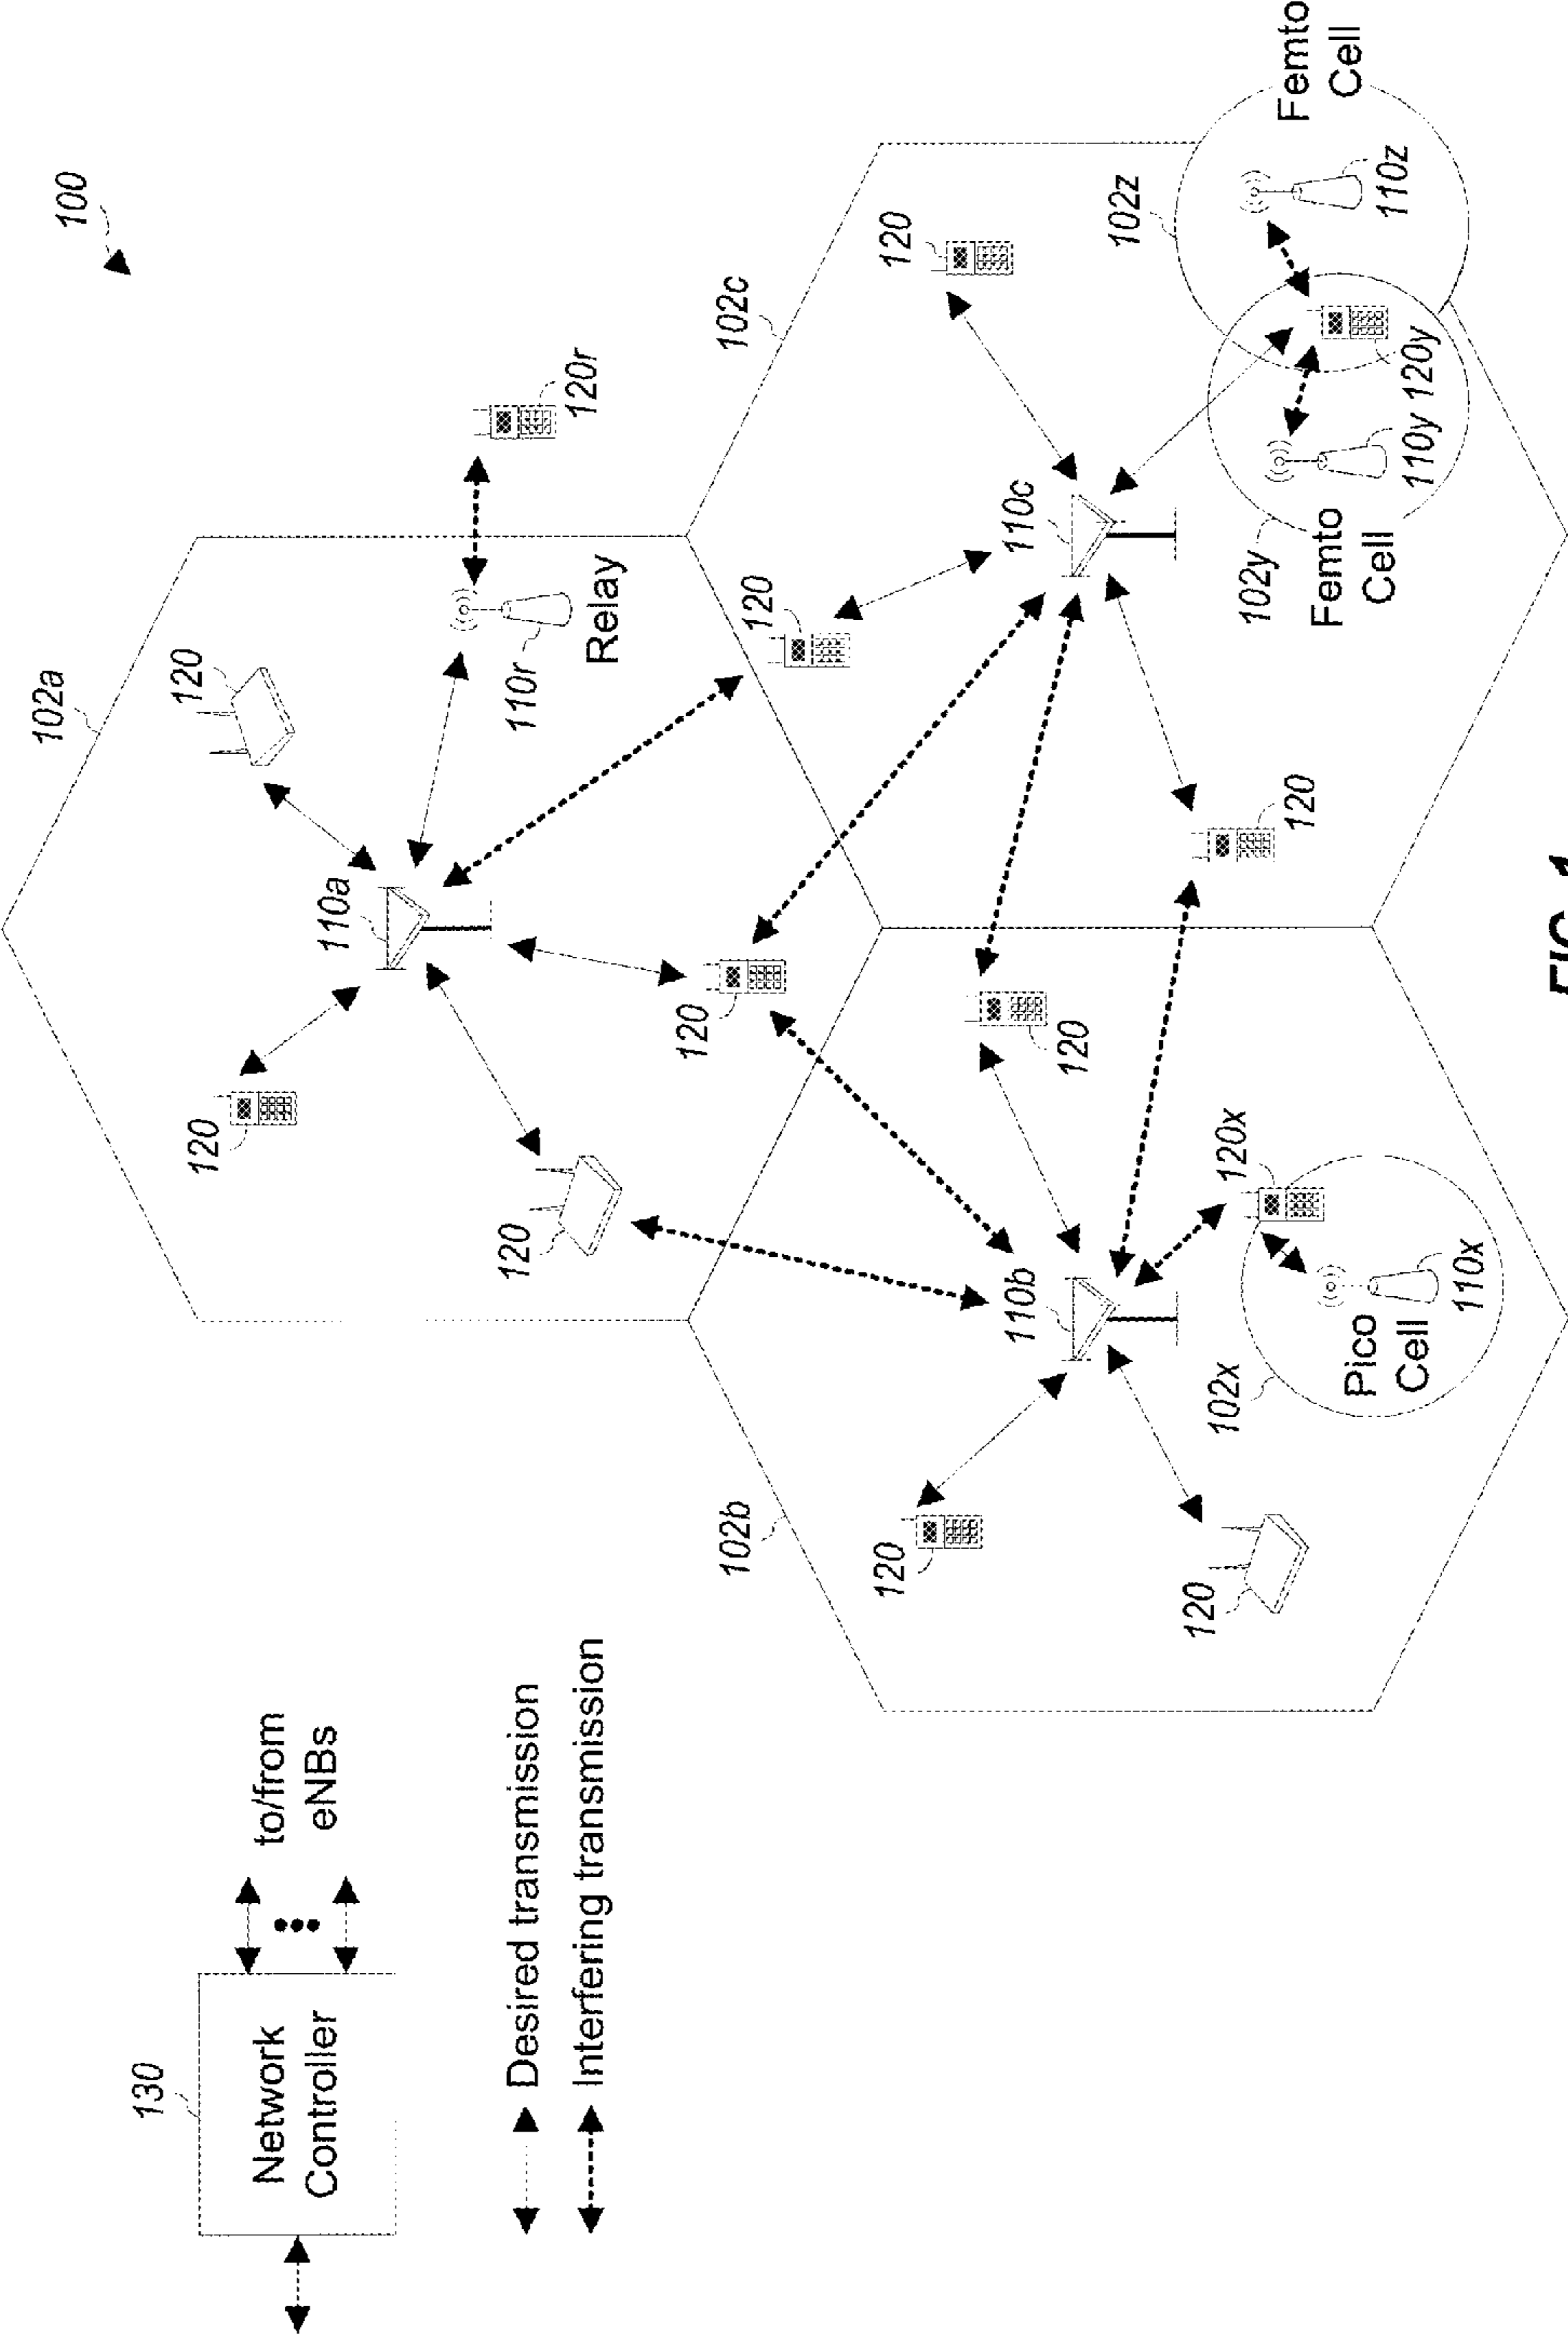 100
130
Network
Controller
to/from
eNBs
Desired transmission
Interfering transmission
102a
120
120
110a
110r
Relay
120r
120
120
102b
120
120
110b
120
120x
102x
Pico
Cell
110x
102c
120
120
110c
120
102y
Femto
Cell
110y
120y
102z
110z
Femto
Cell